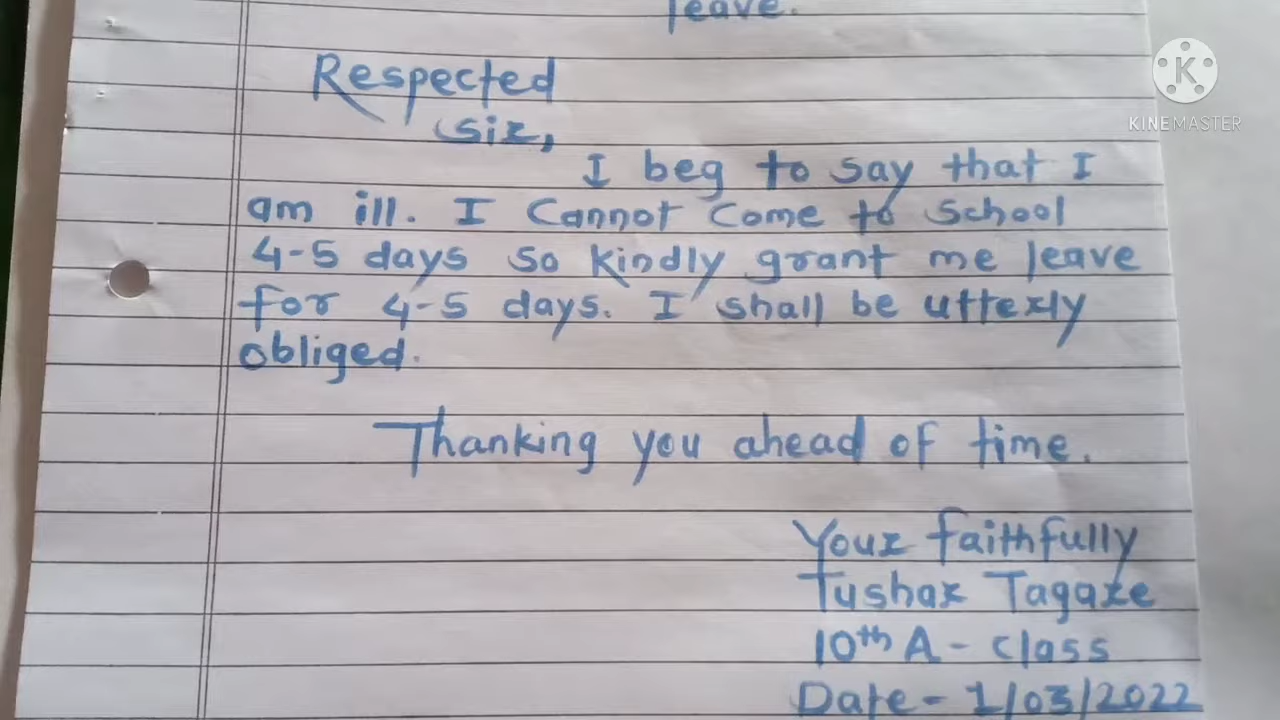 leave.
Respected
Sir,
I beg to say that I
am ill. I Cannot Come to School
4-5 days so kindly grant me leave
for 4-5 days. I shall be utterly
obliged.
Thanking you ahead of time.
Your faithfully
Tushar Tagare
10th A - Class
Date - 1/03/2022
KINEMASTER